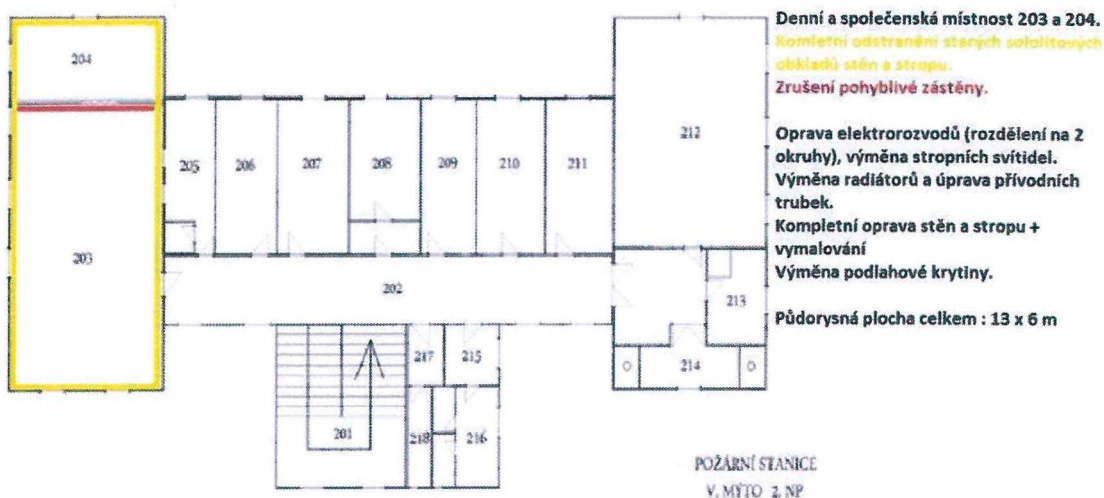 Denní a společenská místnost 203 a 204.
Komletní odstranění starých sololitových
obkladů stěn a stropu.
Zrušení pohyblivé zástěny.
Oprava elektrorozvodů (rozdělení na 2
okruhy), výměna stropních svítidel.
Výměna radiátorů a úprava přívodních
trubek.
Kompletní oprava stěn a stropu +
vymalování
Výměna podlahové krytiny.
Půdorysná plocha celkem : 13 x 6 m
204
212
205
206
207
208
209
210
211
203
202
213
217
215
214
201
218
216
POŽÁRNÍ STANICE
V. MÝTO 2. NP